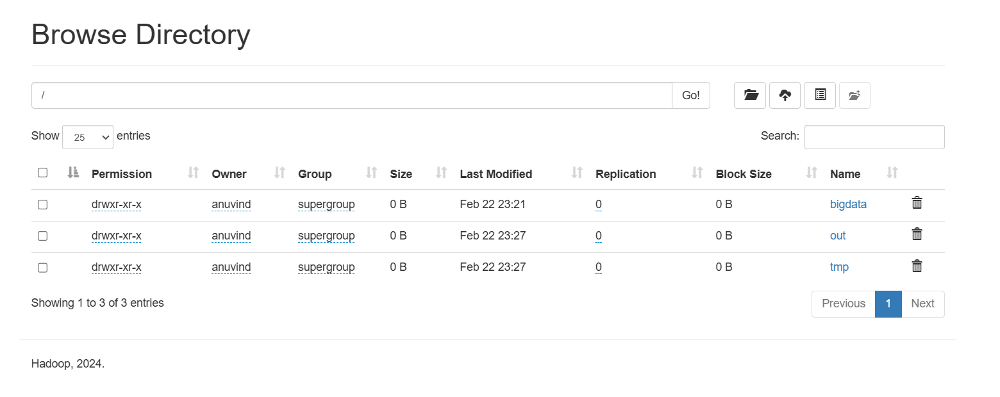 Browse Directory
/ Go!
Show 25 entries Search:
Permission Owner Group Size Last Modified Replication Block Size Name
drwxr-xr-x anuvind supergroup 0 B Feb 22 23:21 0 0 B bigdata
drwxr-xr-x anuvind supergroup 0 B Feb 22 23:27 0 0 B out
drwxr-xr-x anuvind supergroup 0 B Feb 22 23:27 0 0 B tmp
Showing 1 to 3 of 3 entries Previous 1 Next
Hadoop, 2024.